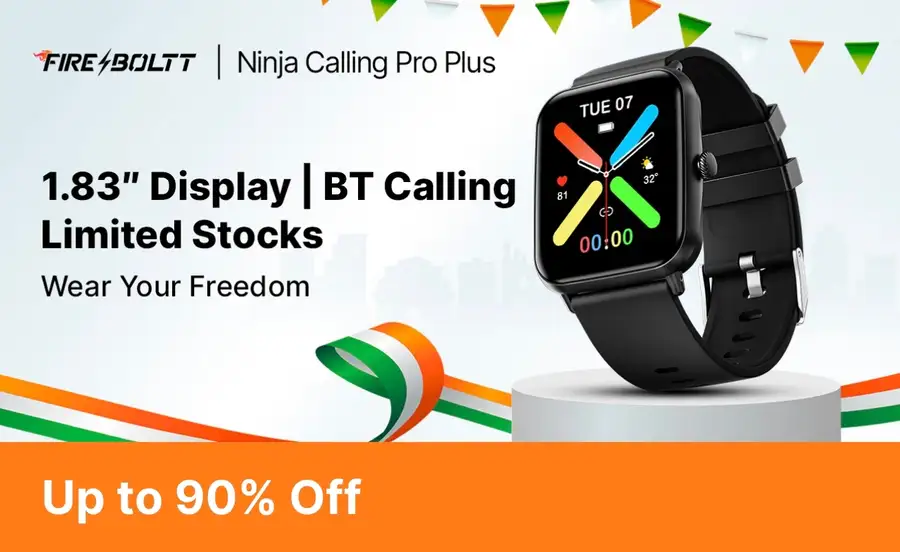 FIRE-BOLTT | Ninja Calling Pro Plus
1.83" Display | BT Calling
Limited Stocks
Wear Your Freedom
TUE 07
81
32°
00:00
Up to 90% Off